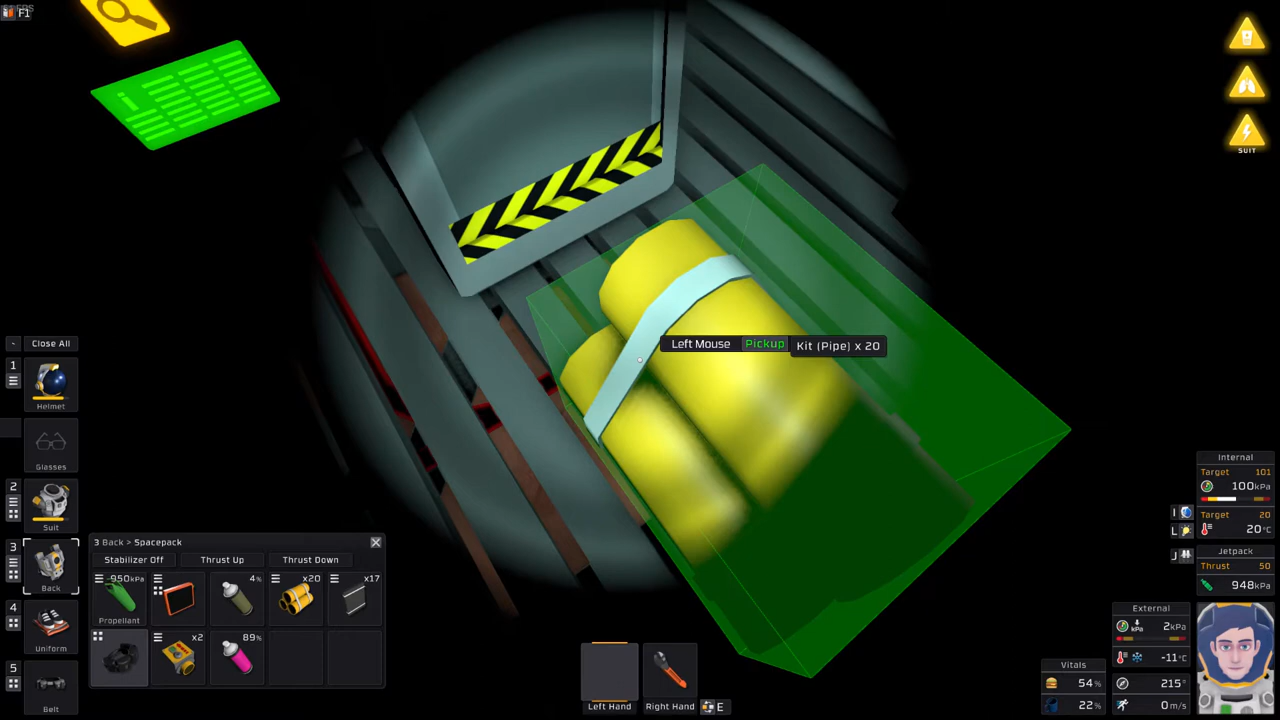 F1
SUIT
Left Mouse Pickup Kit (Pipe) x 20
~ Close All
1
Helmet
Glasses
2
Suit
3
Back
4
Uniform
5
Belt
3 Back > Spacepack
Stabilizer Off Thrust Up Thrust Down
950kPa 4% x20 x17
Propellant
x2 89%
Left Hand Right Hand E
Internal
Target 101
100kPa
Target 20
20°C
I
L
J
Jetpack
Thrust 50
948kPa
External
kPa 2kPa
-11°C
215°
0m/s
Vitals
54%
22%